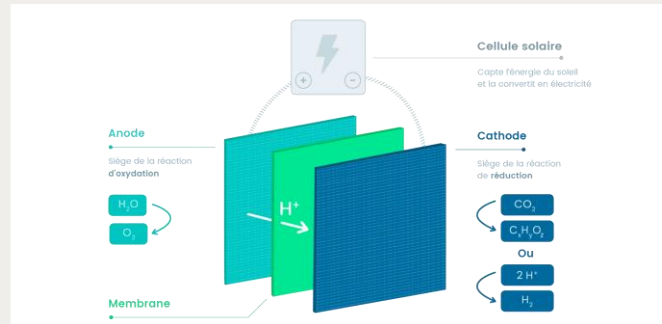 Cellule solaire
Capte l'énergie du soleil
et la convertit en électricité
+
−
Anode
Siège de la réaction
d'oxydation
H₂O
O₂
H⁺
Cathode
Siège de la réaction
de réduction
CO₂
CₓHᵧO₂
Ou
2 H⁺
H₂
Membrane